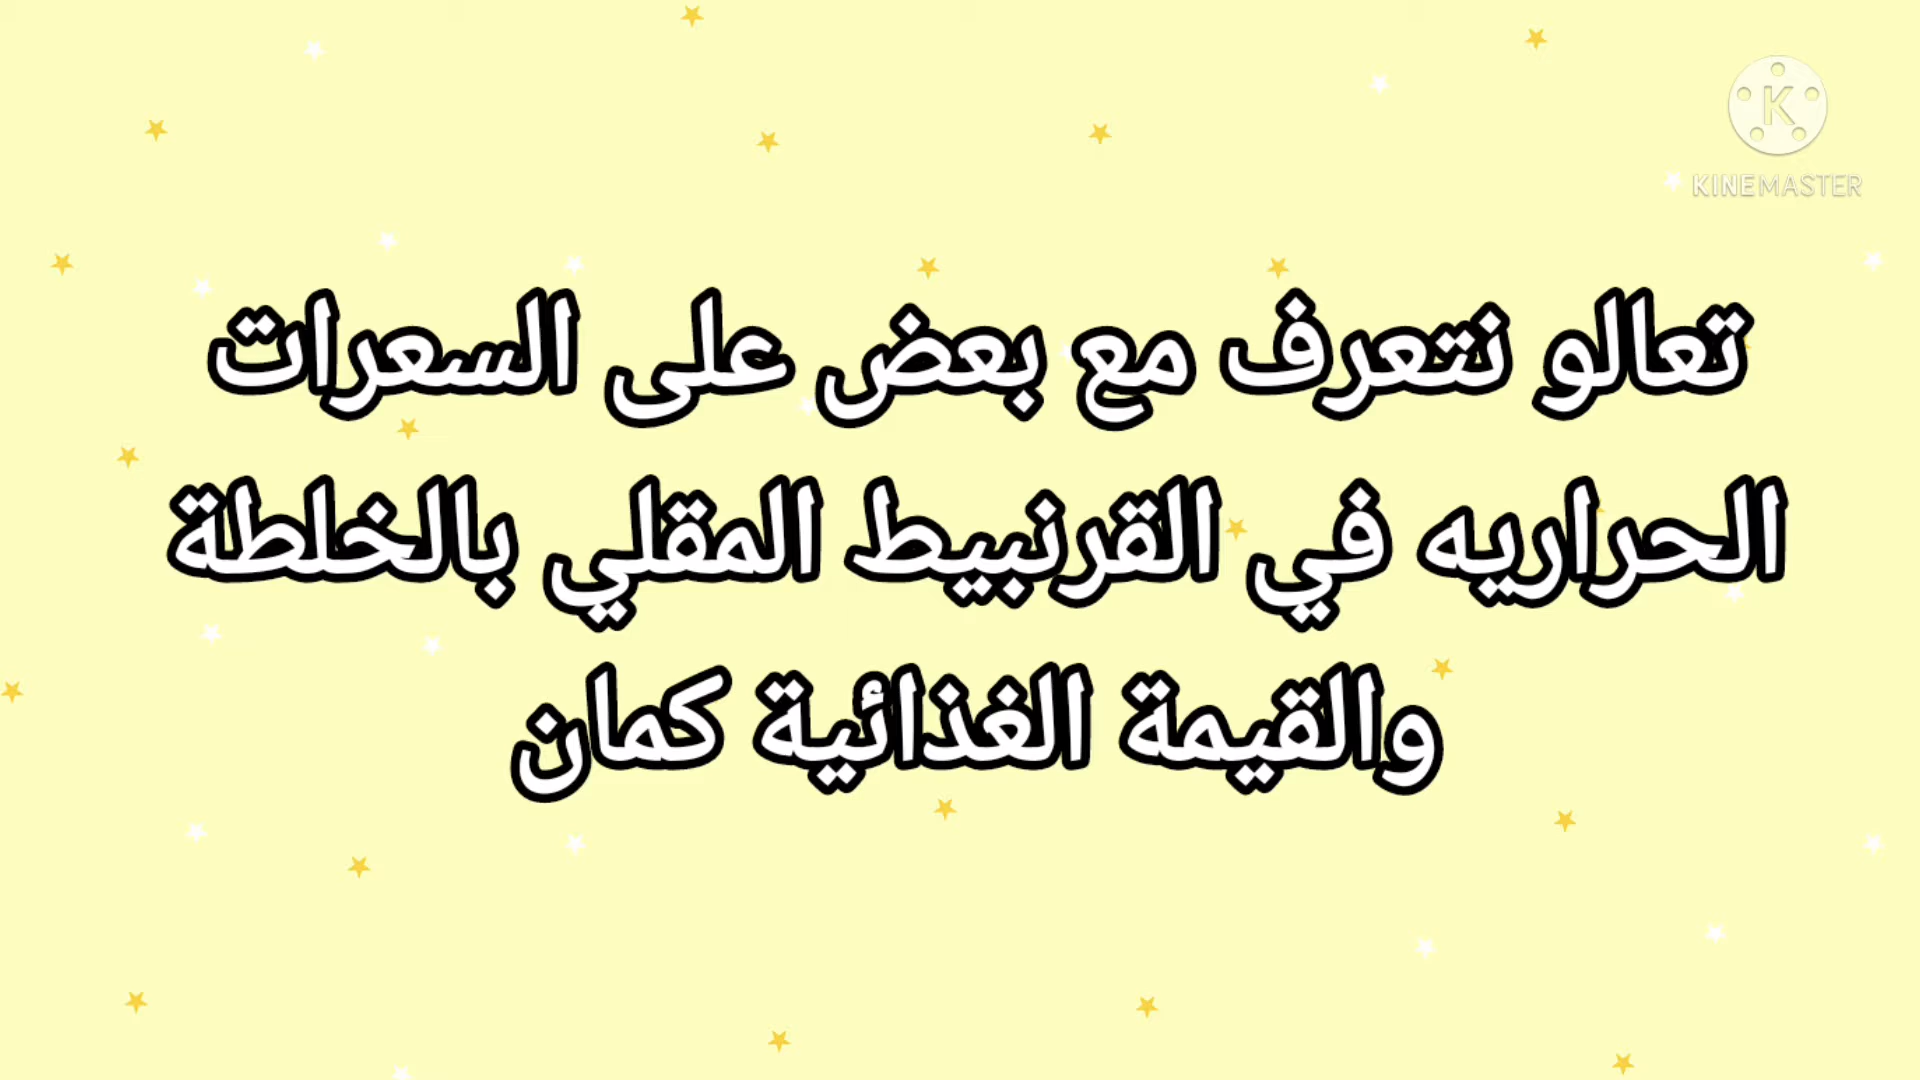 KINEMASTER
تعالو نتعرف مع بعض على السعرات
الحراريه في القرنبيط المقلي بالخلطة
والقيمة الغذائية كمان